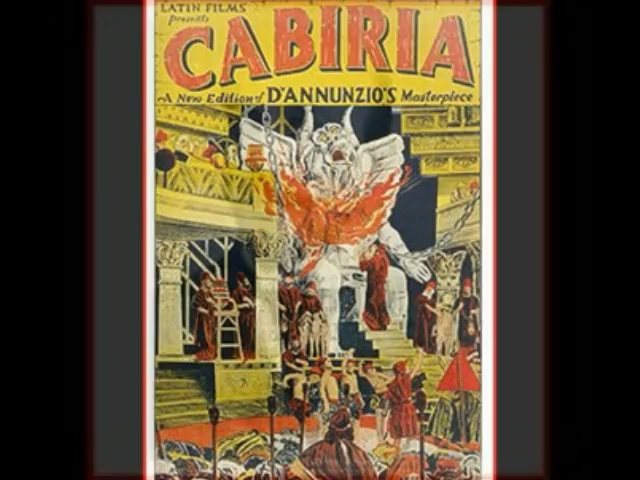 LATIN FILMS
presents
CABIRIA
A New Edition of D'ANNUNZIO'S Masterpiece